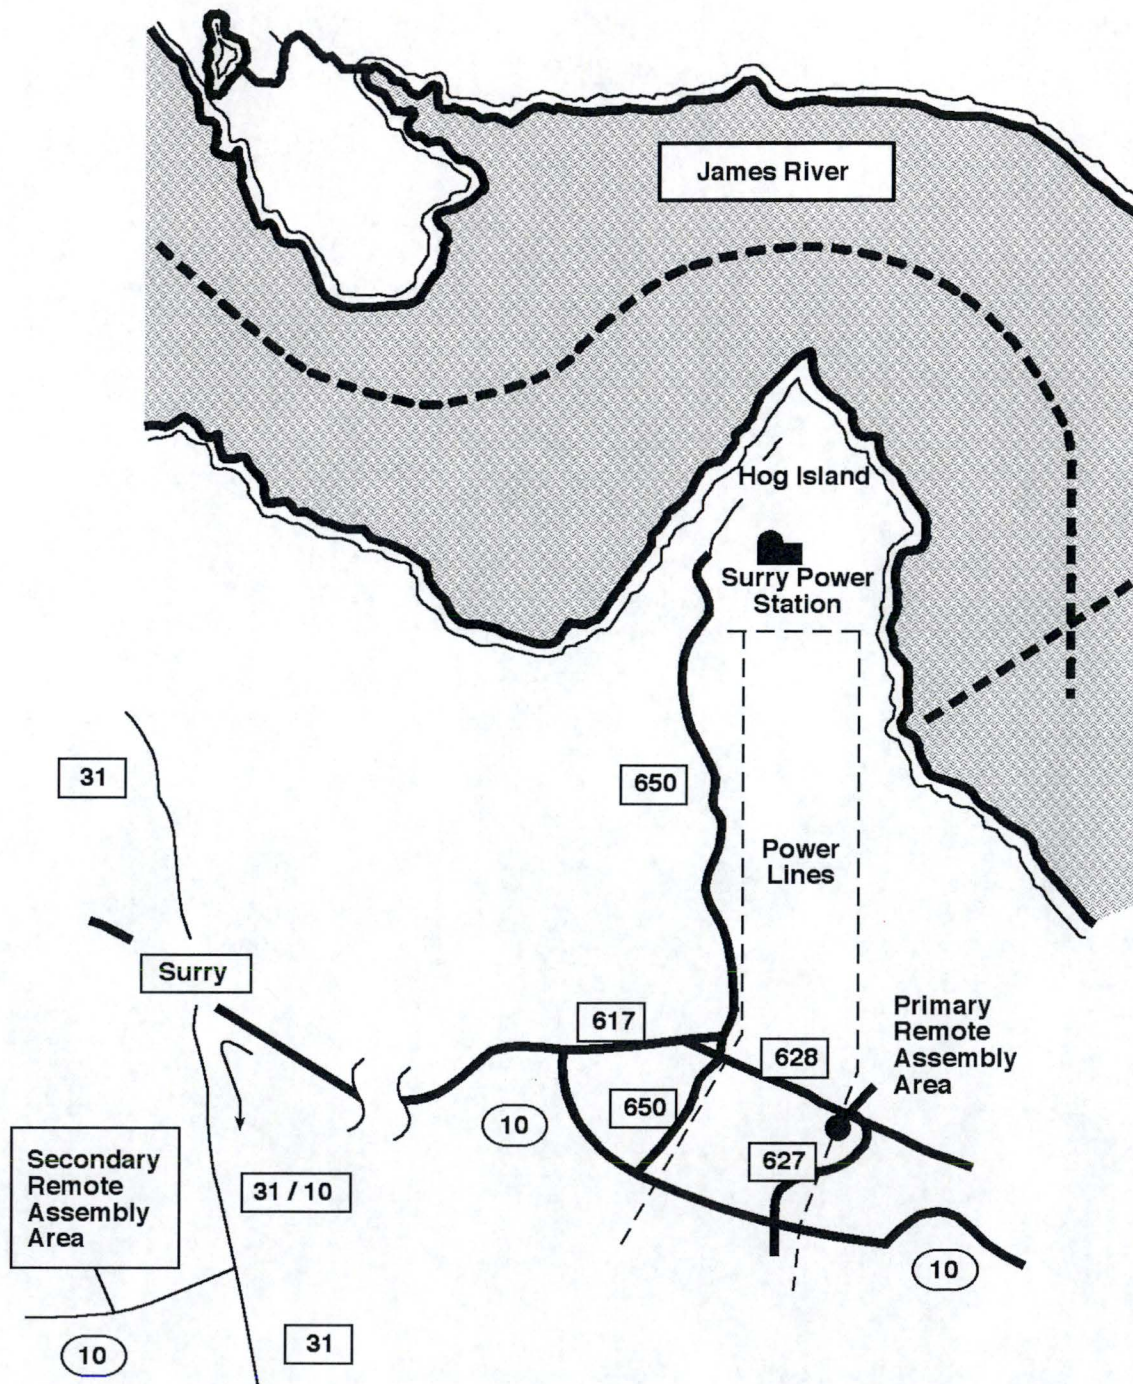 James River
Hog Island
Surry Power
Station
31
650
Power
Lines
Surry
617
628
Primary
Remote
Assembly
Area
10
650
627
Secondary
Remote
Assembly
Area
31 / 10
10
31
10